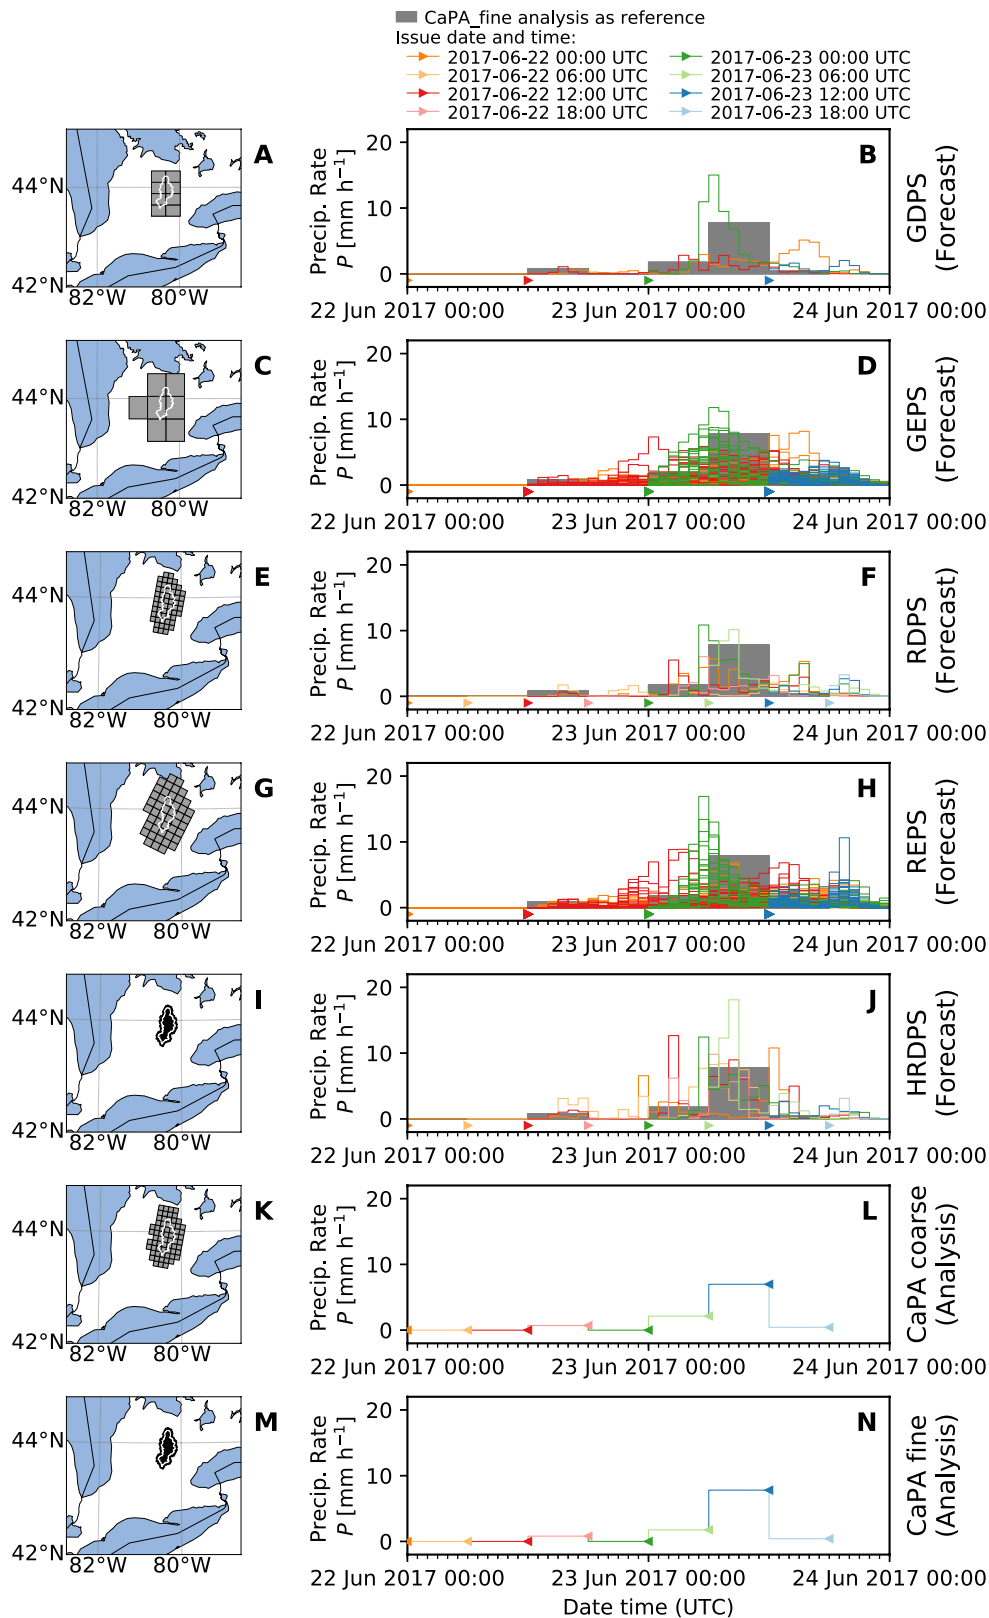 CaPA_fine analysis as reference
Issue date and time:
2017-06-22 00:00 UTC
2017-06-23 00:00 UTC
2017-06-22 06:00 UTC
2017-06-23 06:00 UTC
2017-06-22 12:00 UTC
2017-06-23 12:00 UTC
2017-06-22 18:00 UTC
2017-06-23 18:00 UTC
44°N
42°N
82°W 80°W
A
Precip. Rate
P [mm h⁻¹]
20
10
0
B
22 Jun 2017 00:00 23 Jun 2017 00:00 24 Jun 2017 00:00
GDPS
(Forecast)
44°N
42°N
82°W 80°W
C
Precip. Rate
P [mm h⁻¹]
20
10
0
D
22 Jun 2017 00:00 23 Jun 2017 00:00 24 Jun 2017 00:00
GEPS
(Forecast)
44°N
42°N
82°W 80°W
E
Precip. Rate
P [mm h⁻¹]
20
10
0
F
22 Jun 2017 00:00 23 Jun 2017 00:00 24 Jun 2017 00:00
RDPS
(Forecast)
44°N
42°N
82°W 80°W
G
Precip. Rate
P [mm h⁻¹]
20
10
0
H
22 Jun 2017 00:00 23 Jun 2017 00:00 24 Jun 2017 00:00
REPS
(Forecast)
44°N
42°N
82°W 80°W
I
Precip. Rate
P [mm h⁻¹]
20
10
0
J
22 Jun 2017 00:00 23 Jun 2017 00:00 24 Jun 2017 00:00
HRDPS
(Forecast)
44°N
42°N
82°W 80°W
K
Precip. Rate
P [mm h⁻¹]
20
10
0
L
22 Jun 2017 00:00 23 Jun 2017 00:00 24 Jun 2017 00:00
CaPA coarse
(Analysis)
44°N
42°N
82°W 80°W
M
Precip. Rate
P [mm h⁻¹]
20
10
0
N
22 Jun 2017 00:00 23 Jun 2017 00:00 24 Jun 2017 00:00
CaPA fine
(Analysis)
Date time (UTC)